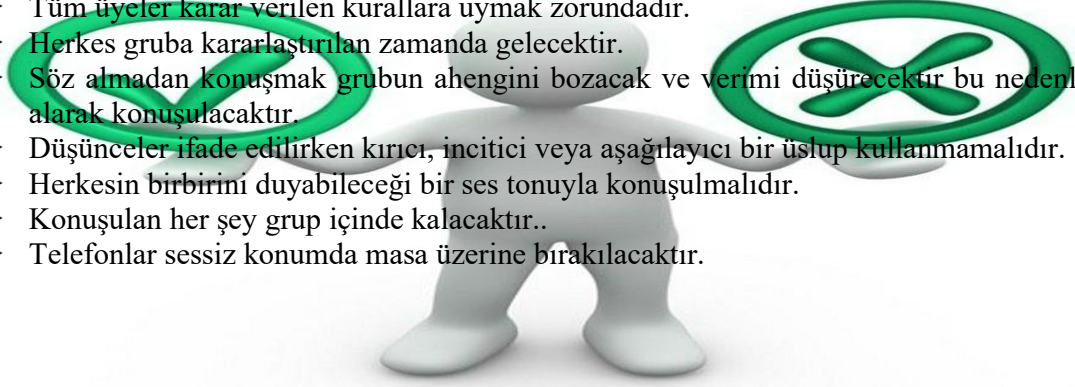 Tüm üyeler karar verilen kurallara uymak zorundadır.
Herkes gruba kararlaştırılan zamanda gelecektir.
Söz almadan konuşmak grubun ahengini bozacak ve verimi düşürecektir bu nedenl
alarak konuşulacaktır.
Düşünceler ifade edilirken kırıcı, incitici veya aşağılayıcı bir üslup kullanmamalıdır.
Herkesin birbirini duyabileceği bir ses tonuyla konuşulmalıdır.
Konuşulan her şey grup içinde kalacaktır..
Telefonlar sessiz konumda masa üzerine bırakılacaktır.